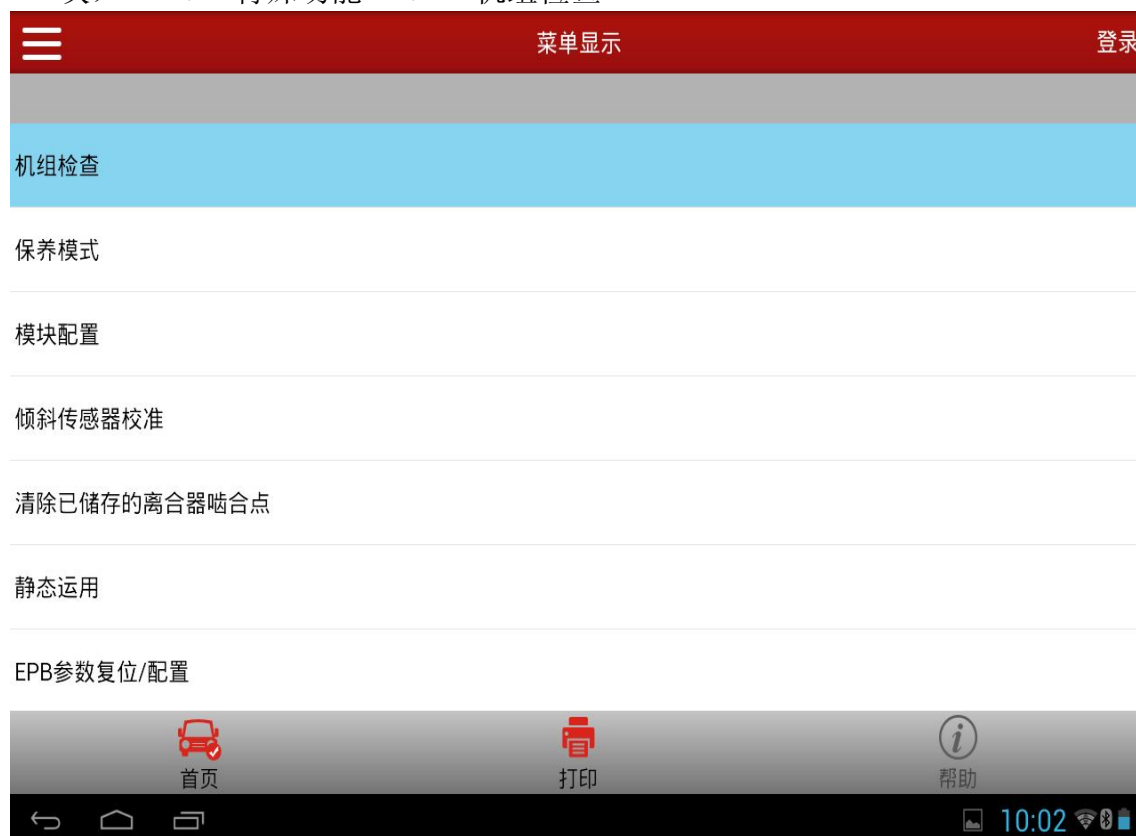 菜单显示
登录
机组检查
保养模式
模块配置
倾斜传感器校准
清除已储存的离合器啮合点
静态运用
EPB参数复位/配置
首页
打印
帮助
10:02